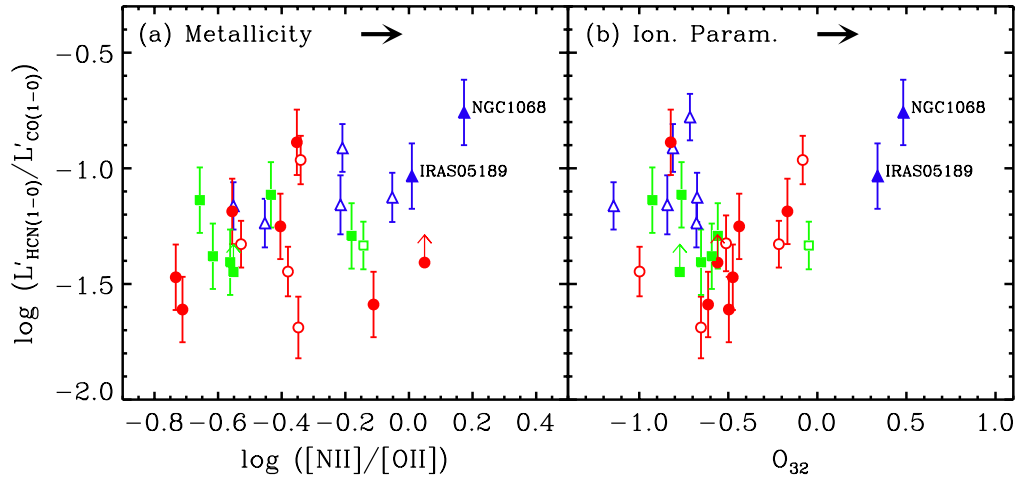 (a) Metallicity
(b) Ion. Param.
NGC1068
IRAS05189
NGC1068
IRAS05189
log (L′HCN(1−0)/L′CO(1−0))
−0.5
−1.0
−1.5
−2.0
−0.8 −0.6 −0.4 −0.2 0.0 0.2 0.4
−1.0 −0.5 0.0 0.5 1.0
log ([NII]/[OII])
O32